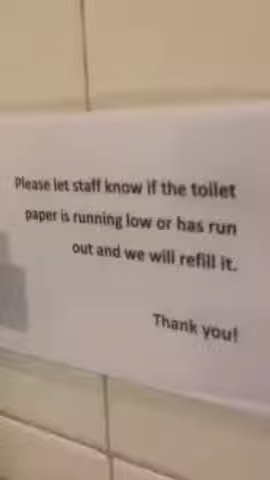 Please let staff know if the toilet
paper is running low or has run
out and we will refill it.
Thank you!